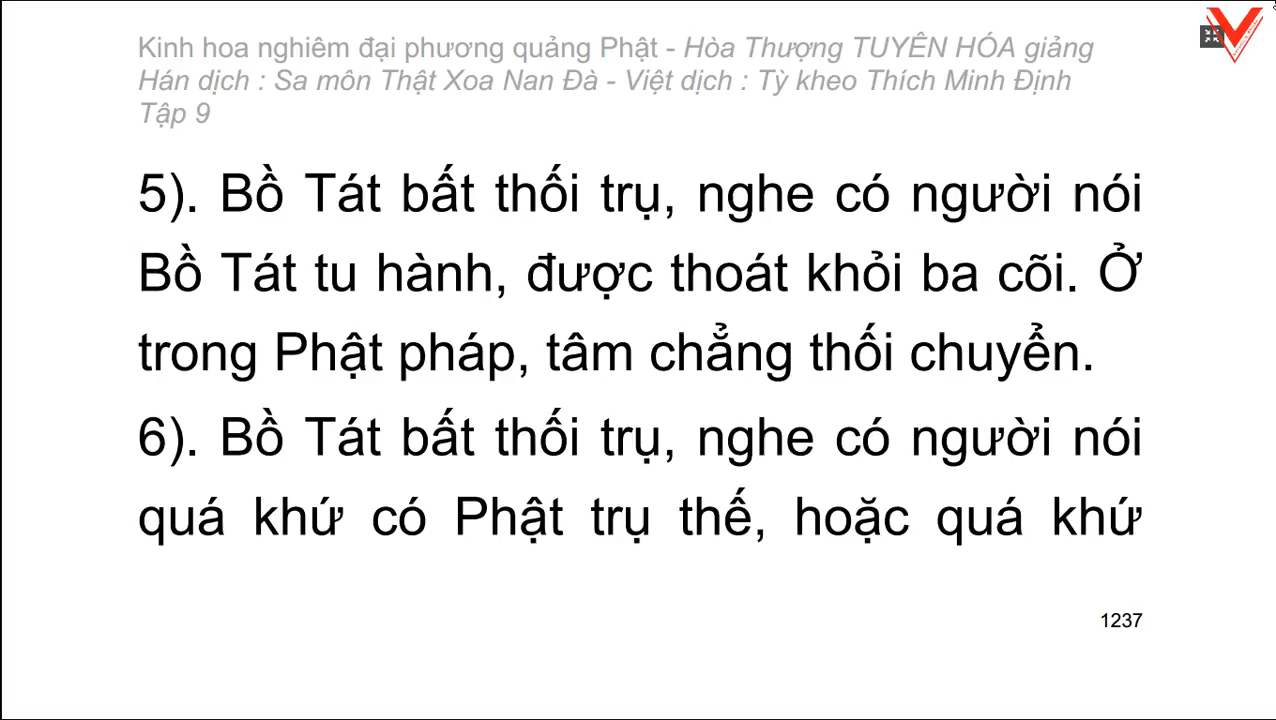 Kinh hoa nghiêm đại phương quảng Phật - Hòa Thượng TUYÊN HÓA giảng
Hán dịch : Sa môn Thật Xoa Nan Đà - Việt dịch : Tỳ kheo Thích Minh Định
Tập 9
5). Bồ Tát bất thối trụ, nghe có người nói
Bồ Tát tu hành, được thoát khỏi ba cõi. Ở
trong Phật pháp, tâm chẳng thối chuyển.
6). Bồ Tát bất thối trụ, nghe có người nói
quá khứ có Phật trụ thế, hoặc quá khứ
1237